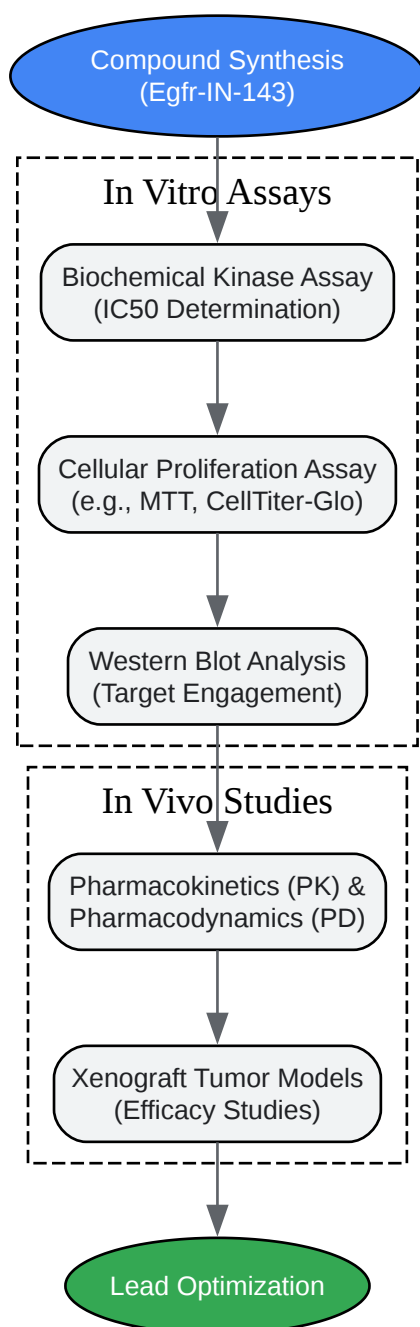 Compound Synthesis
(Egfr-IN-143)
In Vitro Assays
Biochemical Kinase Assay
(IC50 Determination)
Cellular Proliferation Assay
(e.g., MTT, CellTiter-Glo)
Western Blot Analysis
(Target Engagement)
In Vivo Studies
Pharmacokinetics (PK) &
Pharmacodynamics (PD)
Xenograft Tumor Models
(Efficacy Studies)
Lead Optimization